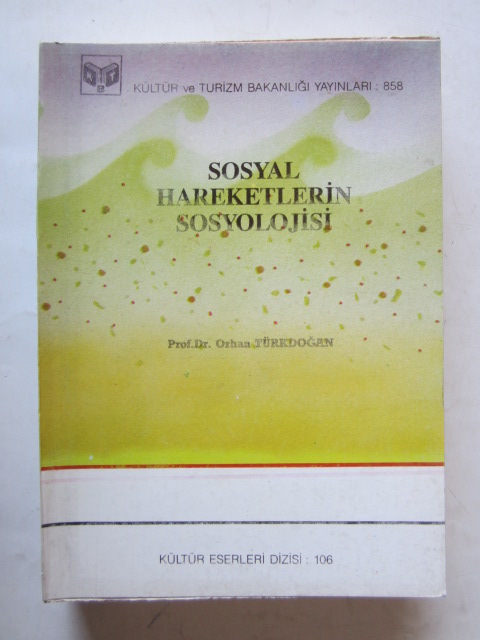 KÜLTÜR ve TURİZM BAKANLIĞI YAYINLARI : 858
SOSYAL
HAREKETLERİN
SOSYOLOJİSİ
Prof.Dr. Orhan TÜRKDOĞAN
KÜLTÜR ESERLERİ DİZİSİ : 106